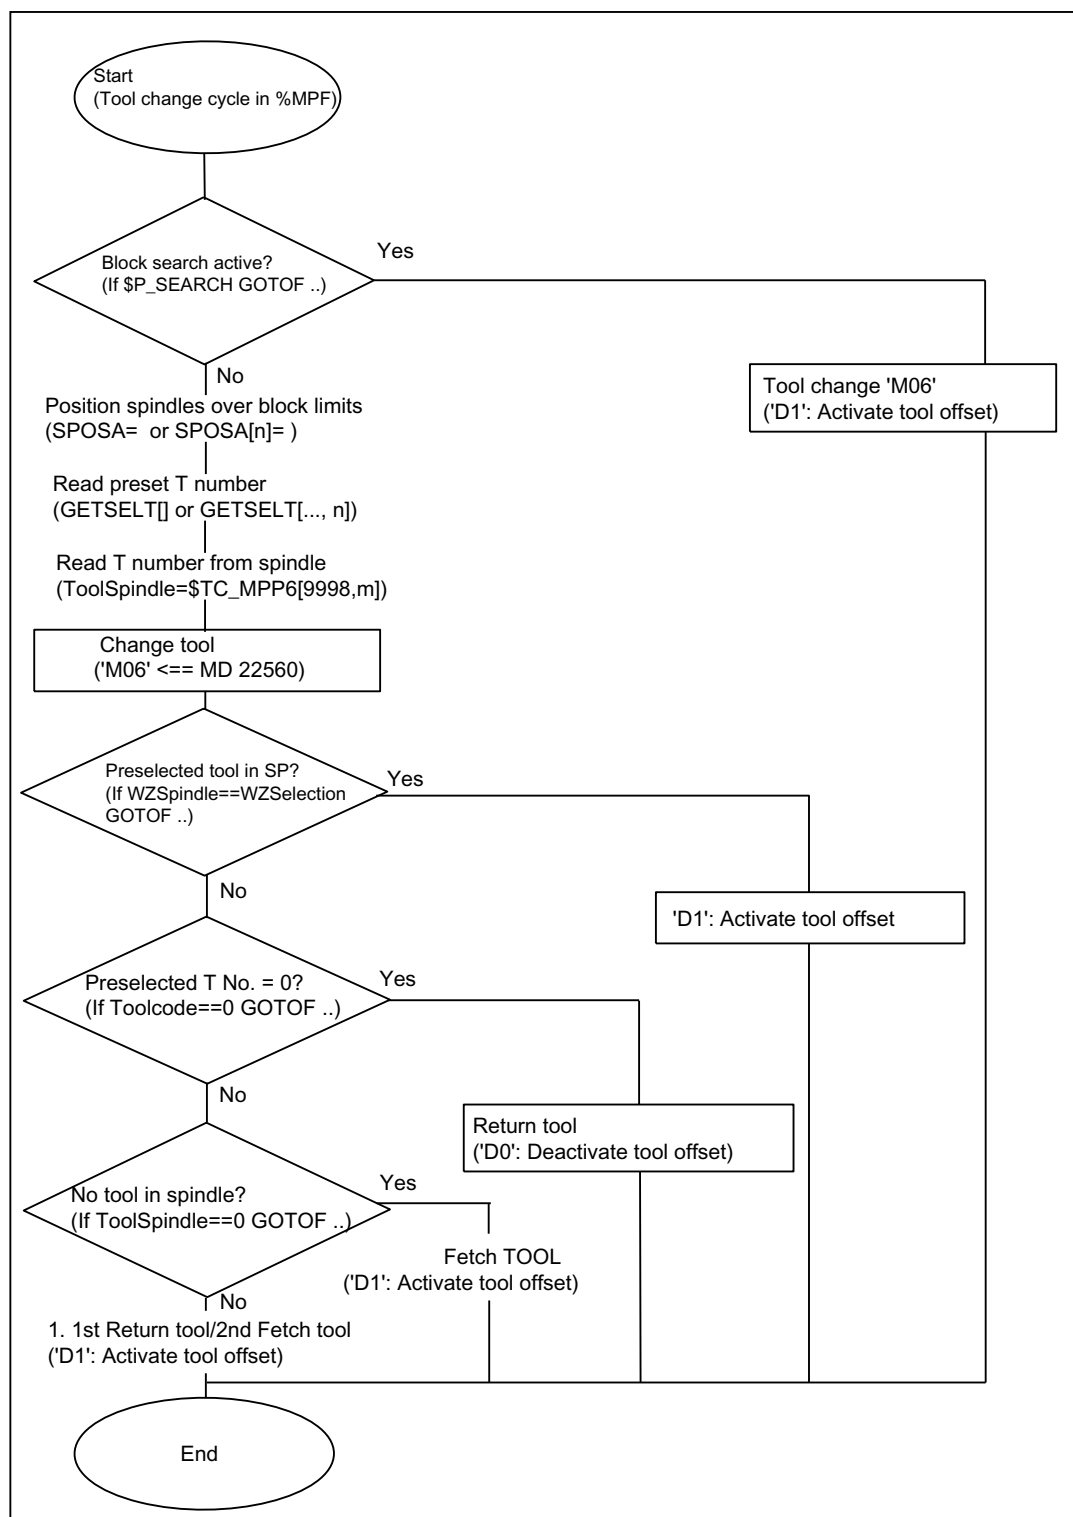 Start
(Tool change cycle in %MPF)
Block search active?
(If $P_SEARCH GOTOF ..)
Yes
No
Tool change 'M06'
('D1': Activate tool offset)
Position spindles over block limits
(SPOSA=  or SPOSA[n]= )
Read preset T number
(GETSELT[] or GETSELT[..., n])
Read T number from spindle
(ToolSpindle=$TC_MPP6[9998,m])
Change tool
('M06' <== MD 22560)
Preselected tool in SP?
(If WZSpindle==WZSelection
GOTOF ..)
Yes
No
'D1': Activate tool offset
Preselected T No. = 0?
(If Toolcode==0 GOTOF ..)
Yes
No
Return tool
('D0': Deactivate tool offset)
No tool in spindle?
(If ToolSpindle==0 GOTOF ..)
Yes
Fetch TOOL
('D1': Activate tool offset)
No
1. 1st Return tool/2nd Fetch tool
('D1': Activate tool offset)
End